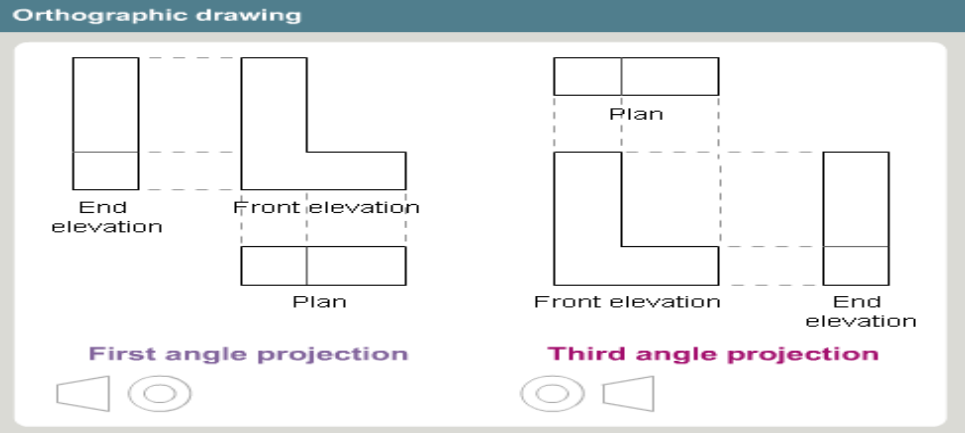 Orthographic drawing
End
elevation
Front elevation
Plan
First angle projection
Plan
Front elevation
End
elevation
Third angle projection